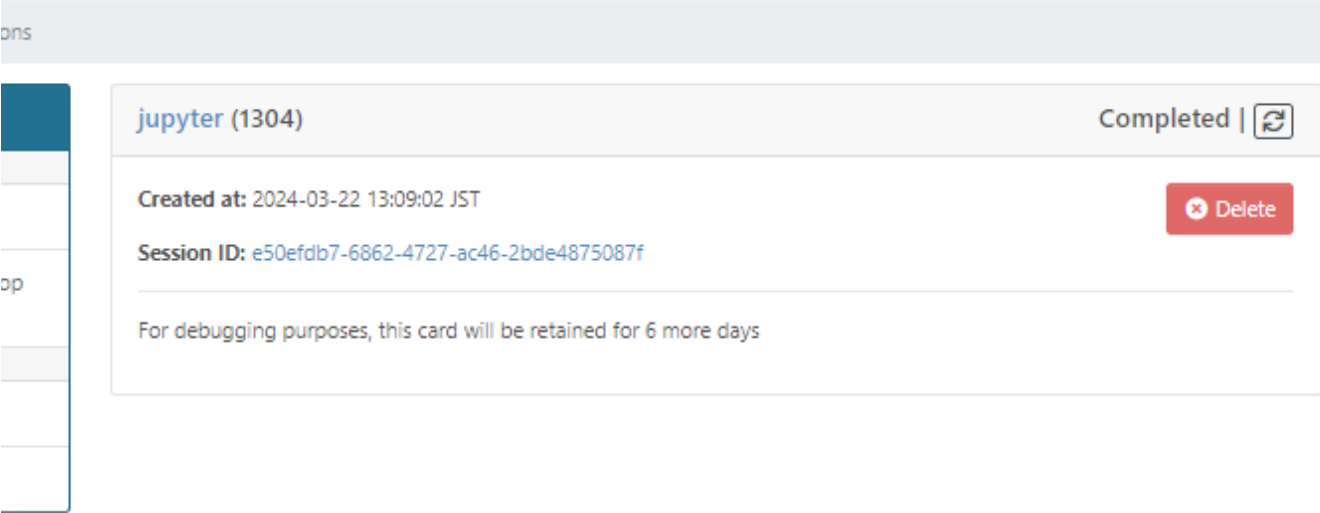 ons
jupyter (1304)
Completed |
Created at: 2024-03-22 13:09:02 JST
Delete
Session ID: e50efdb7-6862-4727-ac46-2bde4875087f
op
For debugging purposes, this card will be retained for 6 more days